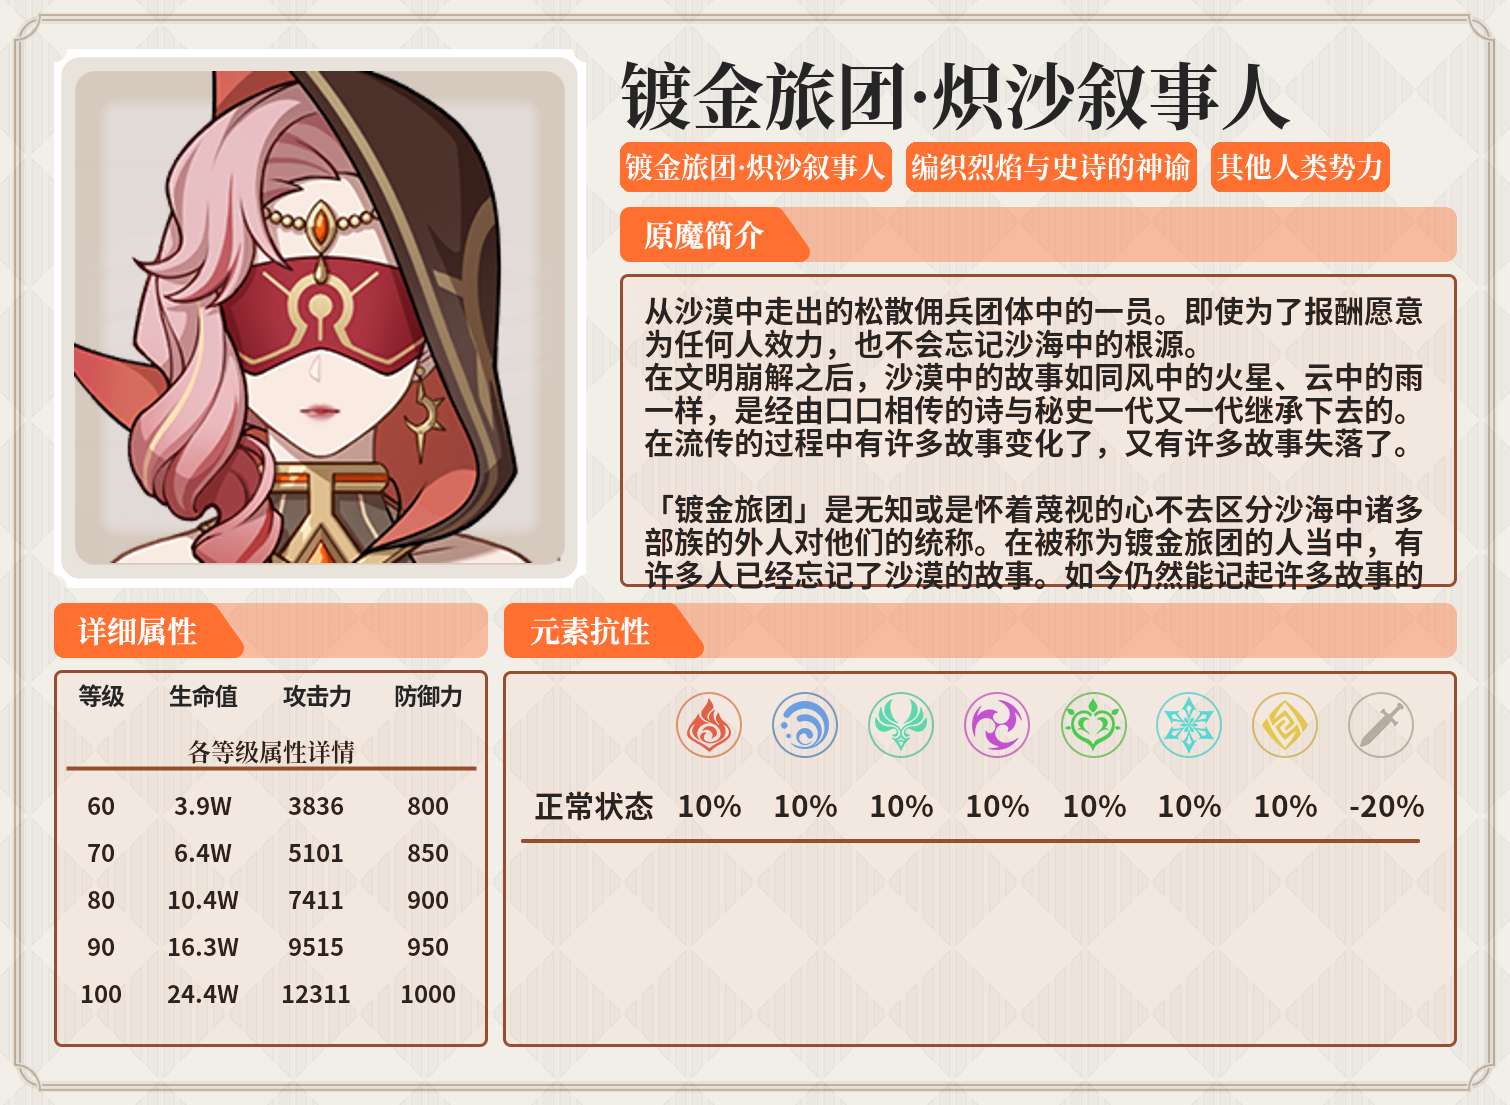 镀金旅团·炽沙叙事人
镀金旅团·炽沙叙事人 编织烈焰与史诗的神谕 其他人类势力
原魔简介
从沙漠中走出的松散佣兵团体中的一员。即使为了报酬愿意
为任何人效力，也不会忘记沙海中的根源。
在文明崩解之后，沙漠中的故事如同风中的火星、云中的雨
一样，是经由口口相传的诗与秘史一代又一代继承下去的。
在流传的过程中有许多故事变化了，又有许多故事失落了。
「镀金旅团」是无知或是怀着蔑视的心不去区分沙海中诸多
部族的外人对他们的统称。在被称为镀金旅团的人当中，有
许多人已经忘记了沙漠的故事。如今仍然能记起许多故事的
详细属性
等级 生命值 攻击力 防御力
各等级属性详情
60 3.9W 3836 800
70 6.4W 5101 850
80 10.4W 7411 900
90 16.3W 9515 950
100 24.4W 12311 1000
元素抗性
正常状态 10% 10% 10% 10% 10% 10% 10% -20%